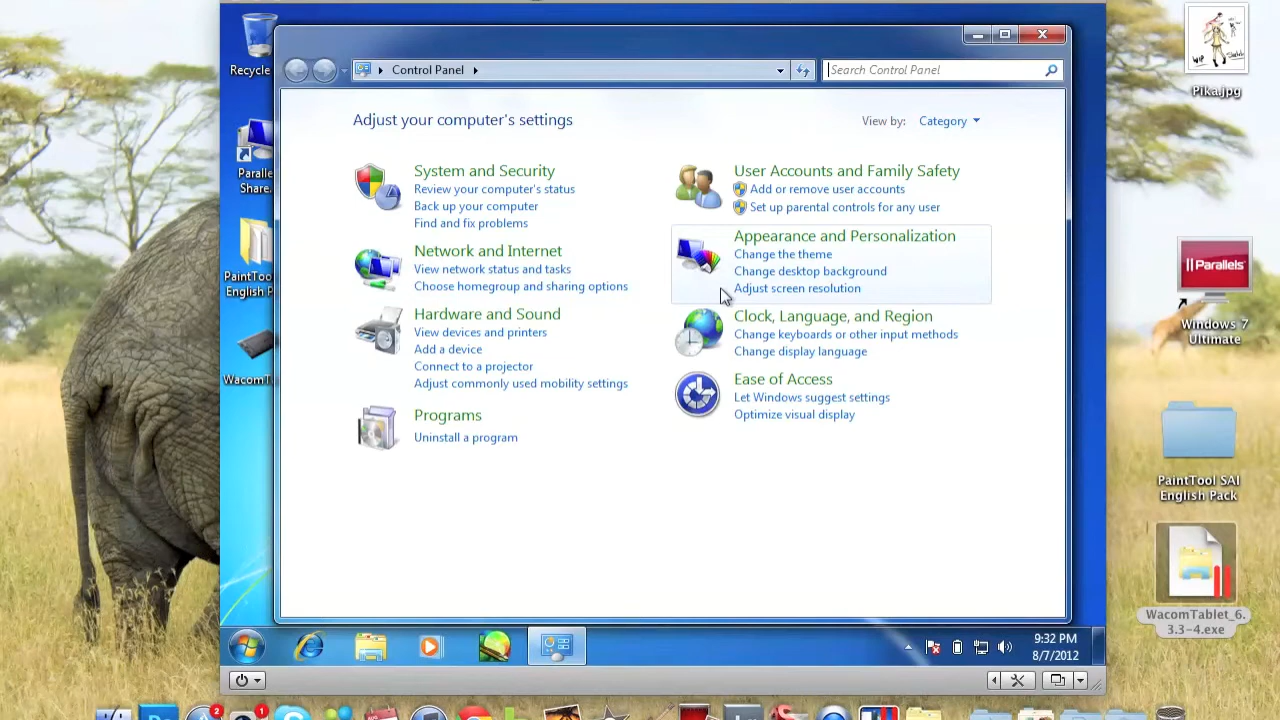 Recycle
Control Panel
Search Control Panel
Pika.jpg
Adjust your computer's settings
View by: Category
System and Security
Review your computer's status
Back up your computer
Find and fix problems
User Accounts and Family Safety
Add or remove user accounts
Set up parental controls for any user
Paralle
Share.
Network and Internet
View network status and tasks
Choose homegroup and sharing options
Appearance and Personalization
Change the theme
Change desktop background
Adjust screen resolution
PaintToo
English P
Hardware and Sound
View devices and printers
Add a device
Connect to a projector
Adjust commonly used mobility settings
Clock, Language, and Region
Change keyboards or other input methods
Change display language
Parallels
Windows 7
Ultimate
WacomT
Ease of Access
Let Windows suggest settings
Optimize visual display
Programs
Uninstall a program
PaintTool SAI
English Pack
WacomTablet_6.
3.3-4.exe
9:32 PM
8/7/2012
2
1